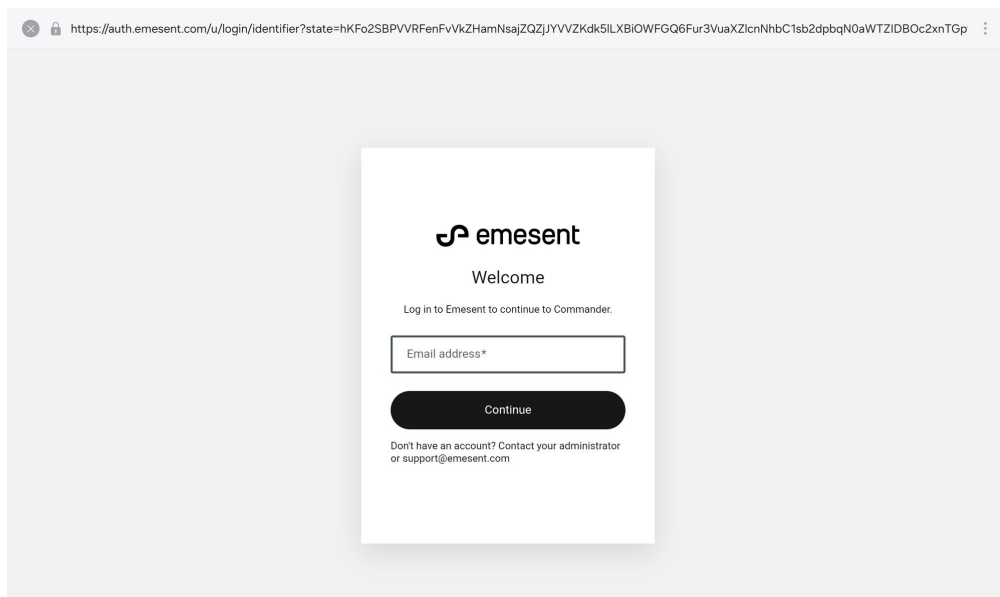 https://auth.emesent.com/u/login/identifier?state=hKFo2SBPVVRFenFvVkZHamNsajZQZjJYVVZKdk5lLXBiOWFGQ6Fur3VuaXZlcnNhbC1sb2dpbqN0aWTZIDBOc2xnTGp
emesent
Welcome
Log in to Emesent to continue to Commander.
Email address*
Continue
Don't have an account? Contact your administrator
or support@emesent.com